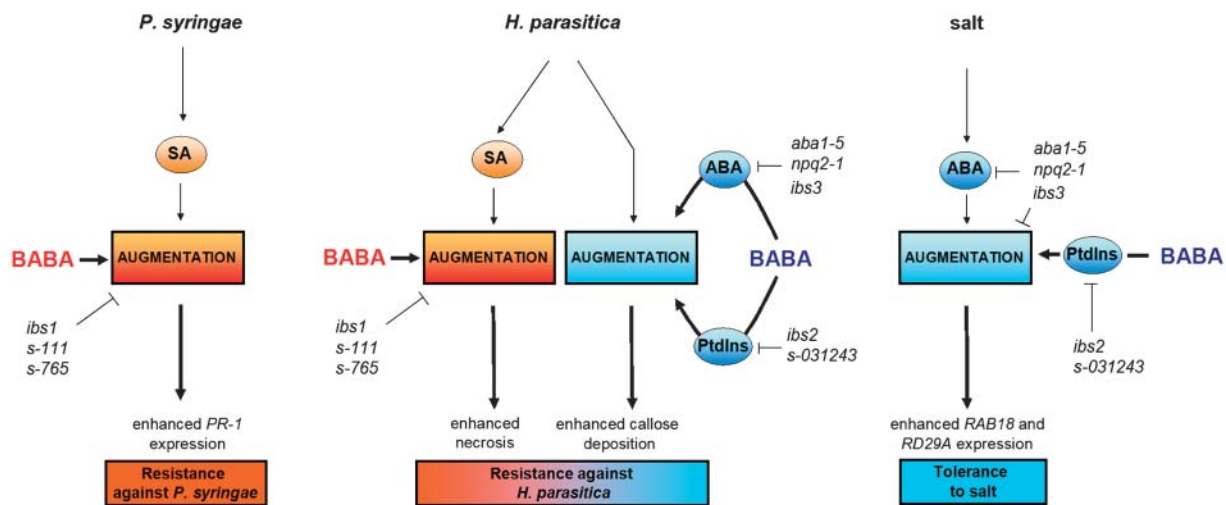 P. syringae
SA
BABA
AUGMENTATION
ibs1
s-111
s-765
enhanced PR-1
expression
Resistance
against P. syringae
H. parasitica
SA
ABA
aba1-5
npq2-1
ibs3
BABA
AUGMENTATION
AUGMENTATION
BABA
ibs1
s-111
s-765
PtdIns
ibs2
s-031243
enhanced
necrosis
enhanced callose
deposition
Resistance against
H. parasitica
salt
ABA
aba1-5
npq2-1
ibs3
AUGMENTATION
PtdIns
BABA
ibs2
s-031243
enhanced RAB18 and
RD29A expression
Tolerance
to salt